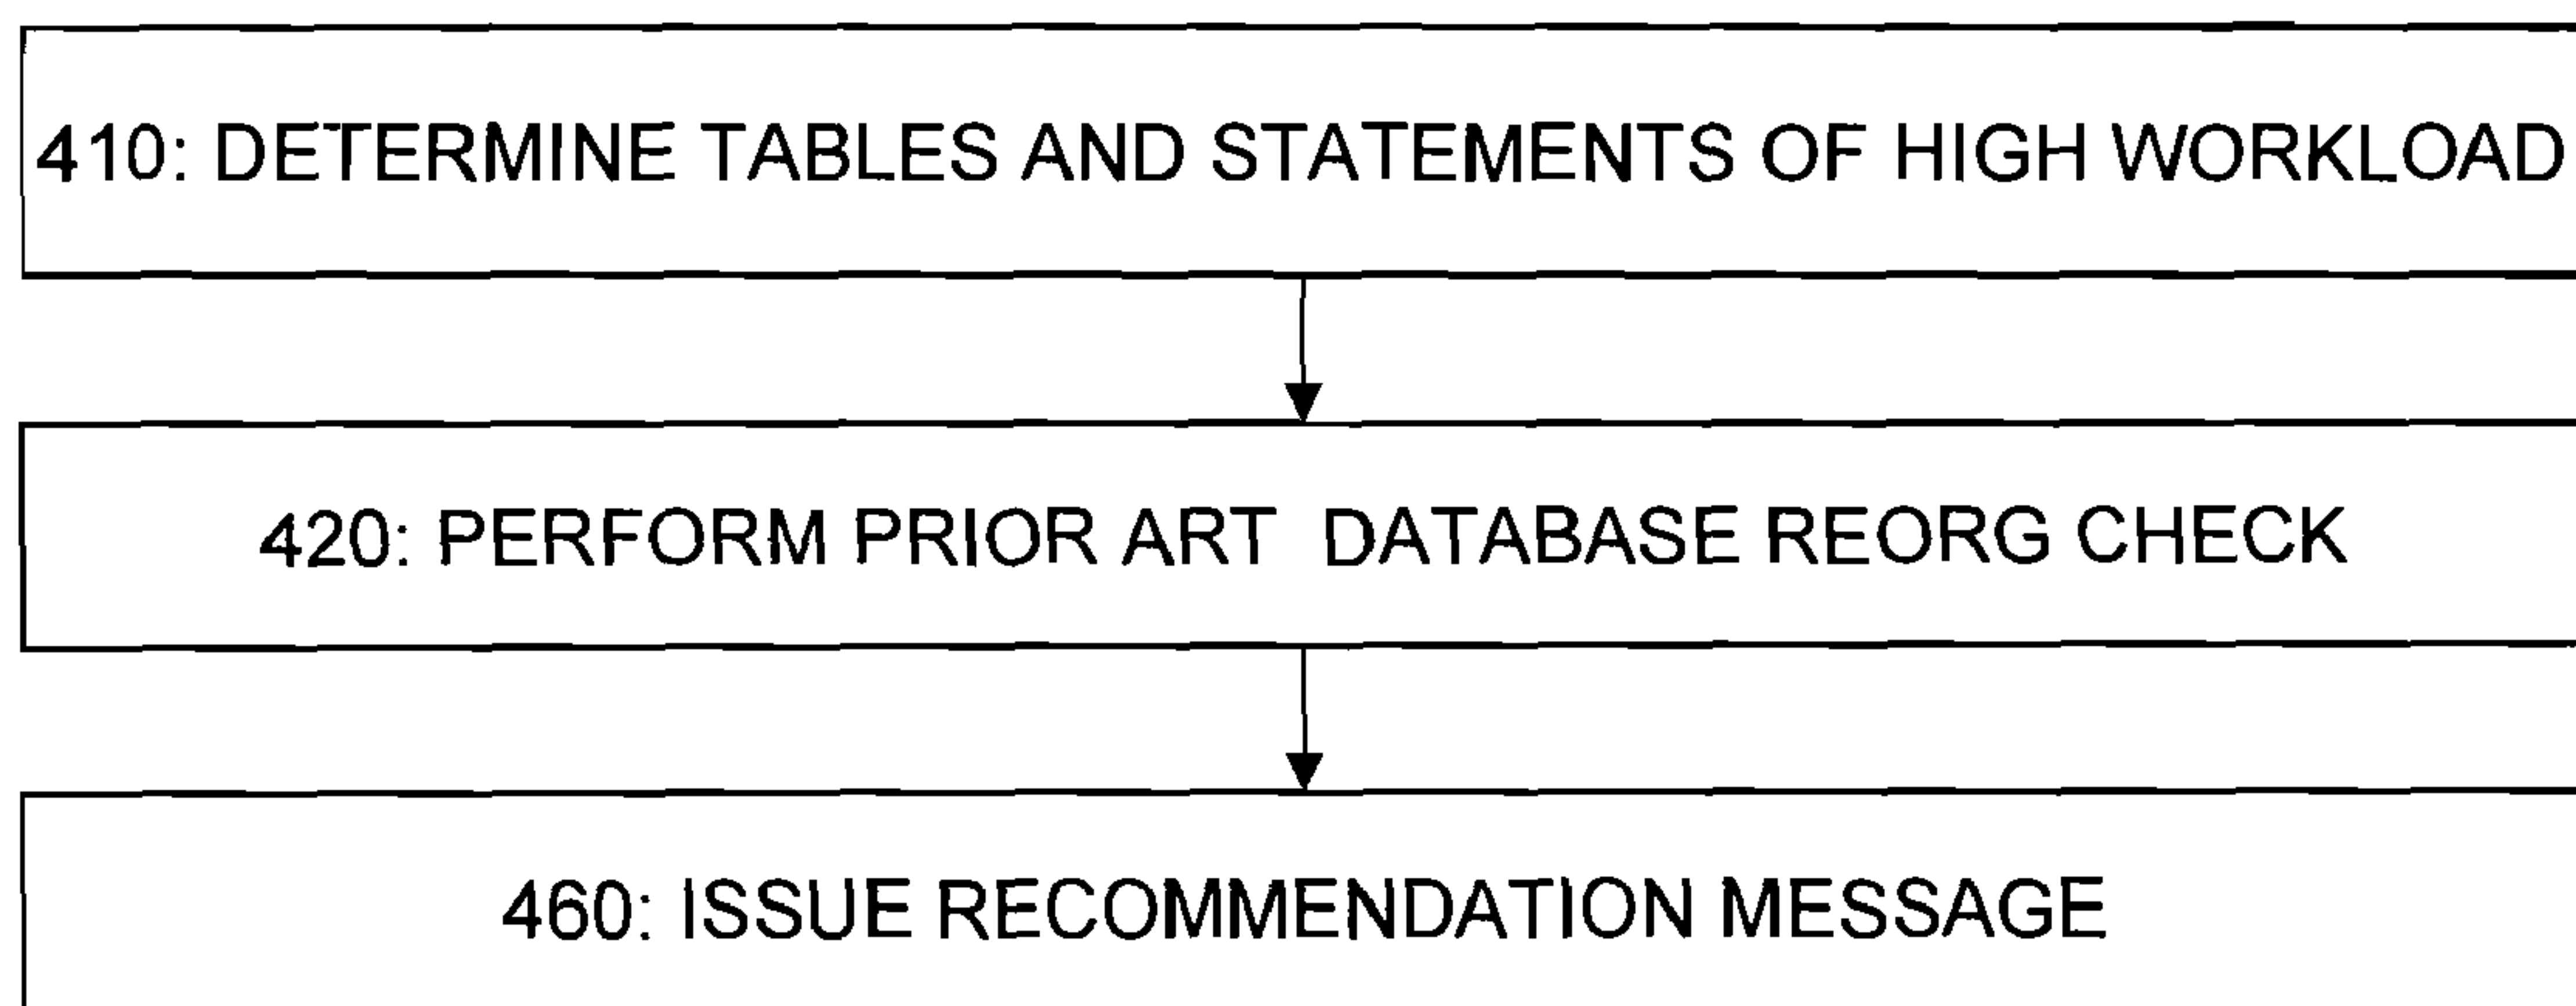 410: DETERMINE TABLES AND STATEMENTS OF HIGH WORKLOAD
420: PERFORM PRIOR ART DATABASE REORG CHECK
460: ISSUE RECOMMENDATION MESSAGE